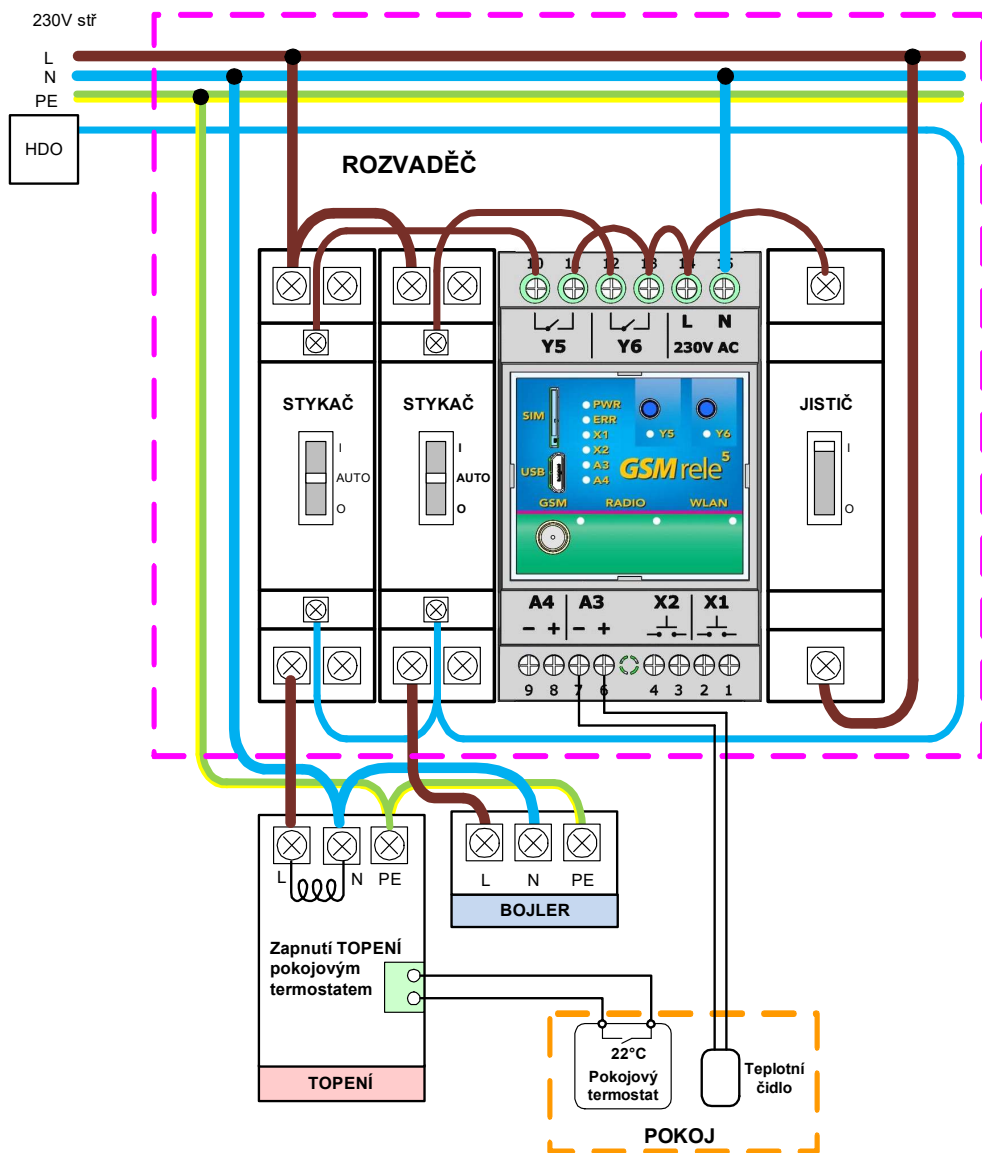 230V stř
L
N
PE
HDO
ROZVADĚČ
10 11 12 13 14 15
Y5 Y6 L N
230V AC
STYKAČ
I
AUTO
O
STYKAČ
I
AUTO
O
SIM
USB
PWR
ERR
X1
X2
A3
A4
Y5 Y6
GSM rele 5
GSM RADIO WLAN
JISTIČ
I
O
A4 A3 X2 X1
– + – +
9 8 7 6 4 3 2 1
L N PE
L N PE
BOJLER
Zapnutí TOPENÍ
pokojovým
termostatem
TOPENÍ
22°C
Pokojový
termostat
Teplotní
čidlo
POKOJ